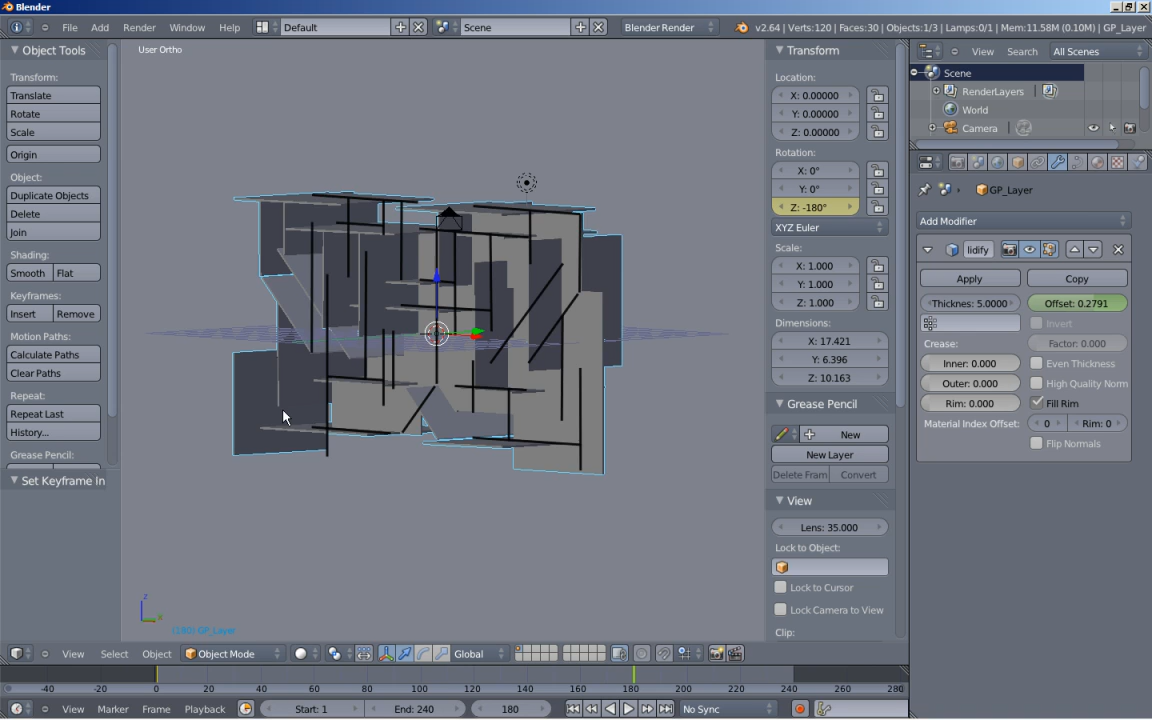 Blender
File Add Render Window Help
Default
Scene
Blender Render
v2.64 | Verts:120 | Faces:30 | Objects:1/3 | Lamps:0/1 | Mem:11.58M (0.10M) | GP_Layer
Object Tools
Transform:
Translate
Rotate
Scale
Origin
Object:
Duplicate Objects
Delete
Join
Shading:
Smooth Flat
Keyframes:
Insert Remove
Motion Paths:
Calculate Paths
Clear Paths
Repeat:
Repeat Last
History...
Grease Pencil:
Set Keyframe In
User Ortho
z
(180) GP_Layer
Transform
Location:
X: 0.00000
Y: 0.00000
Z: 0.00000
Rotation:
X: 0°
Y: 0°
Z: -180°
XYZ Euler
Scale:
X: 1.000
Y: 1.000
Z: 1.000
Dimensions:
X: 17.421
Y: 6.396
Z: 10.163
Grease Pencil
New
New Layer
Delete Fram Convert
View
Lens: 35.000
Lock to Object:
Lock to Cursor
Lock Camera to View
Clip:
View Search All Scenes
Scene
RenderLayers
World
Camera
GP_Layer
Add Modifier
lidify
Apply Copy
Thicknes: 5.0000 Offset: 0.2791
Invert
Crease: Factor: 0.000
Inner: 0.000 Even Thickness
Outer: 0.000 High Quality Norm
Rim: 0.000 Fill Rim
Material Index Offset: 0 Rim: 0
Flip Normals
View Select Object Object Mode Global
-40 -20 0 20 40 60 80 100 120 140 160 180 200 220 240 260 280
View Marker Frame Playback Start: 1 End: 240 180 No Sync